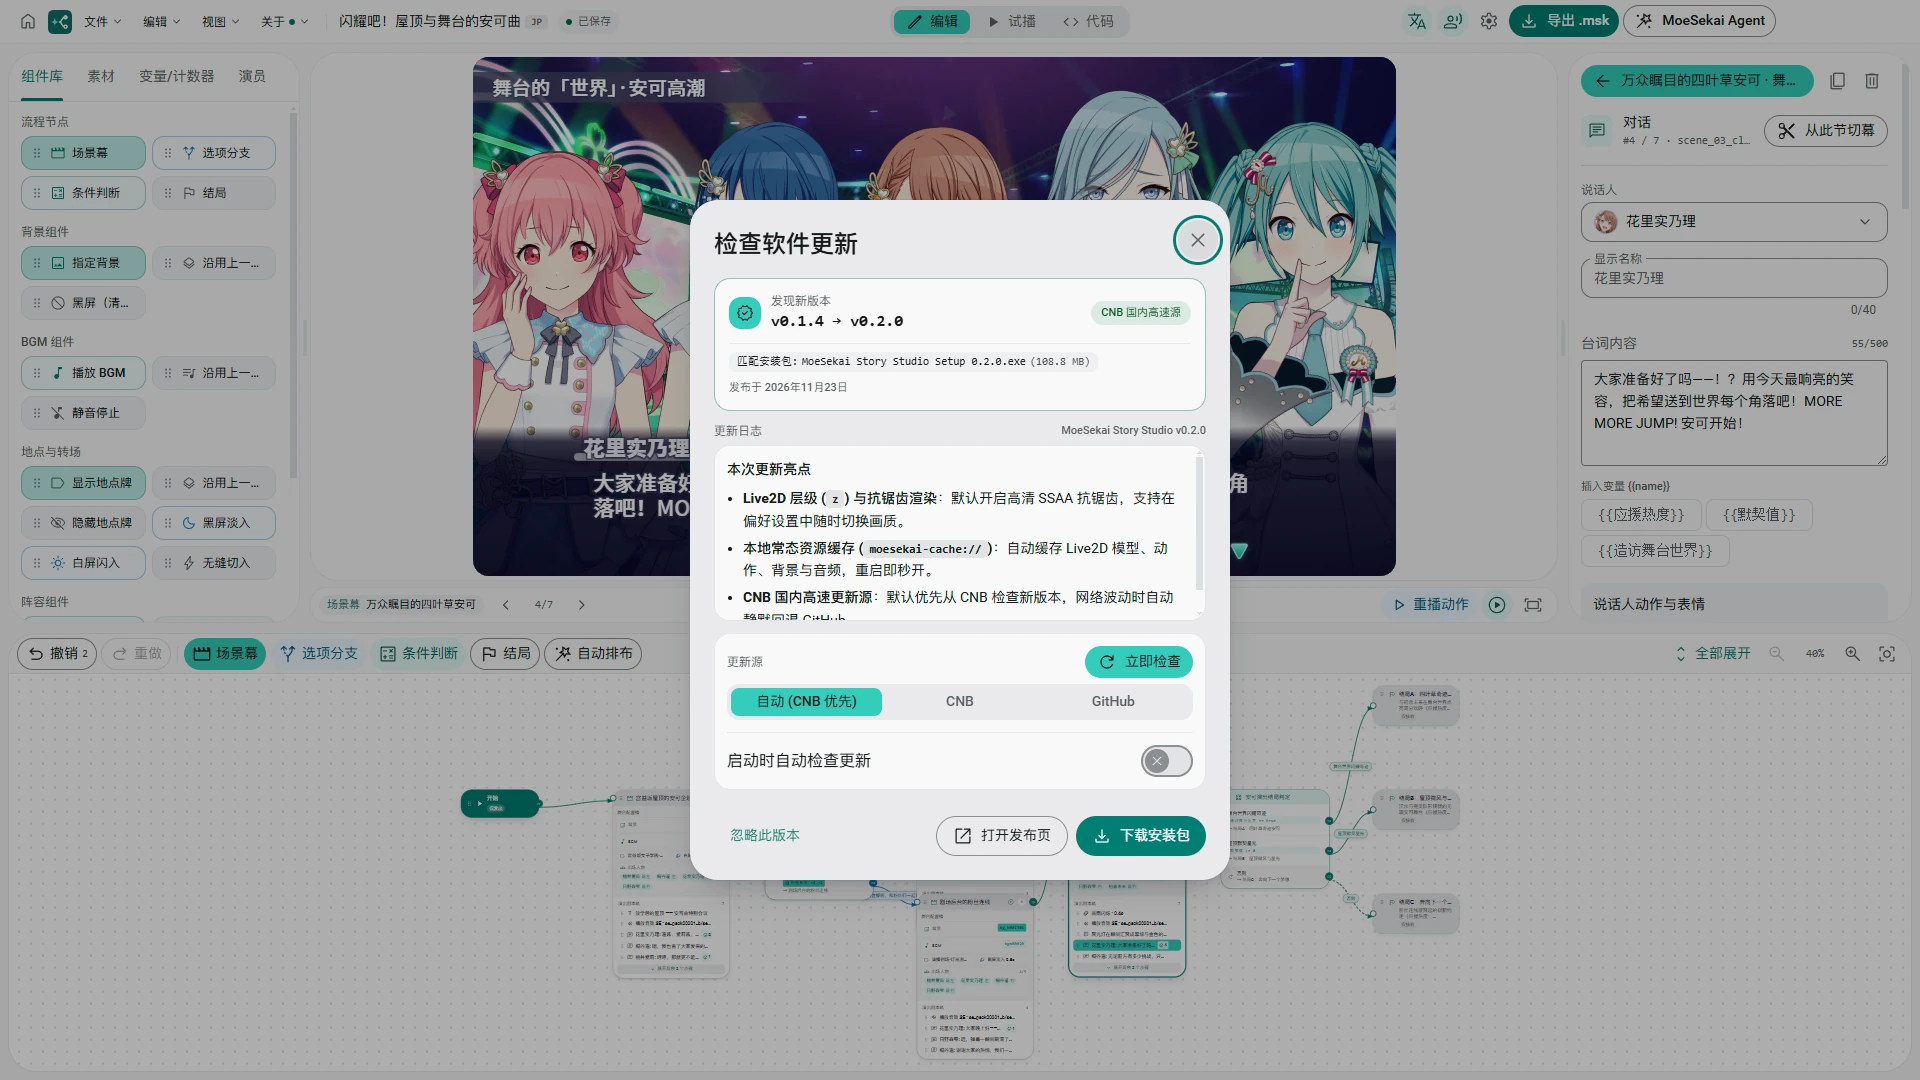 文件
编辑
视图
关于
闪耀吧！屋顶与舞台的安可曲 JP
已保存
编辑
试播
代码
导出 .msk
MoeSekai Agent
组件库
素材
变量/计数器
演员
流程节点
场景幕
选项分支
条件判断
结局
背景组件
指定背景
沿用上一...
黑屏（清...
BGM 组件
播放 BGM
沿用上一...
静音停止
地点与转场
显示地点牌
沿用上一...
隐藏地点牌
黑屏淡入
白屏闪入
无缝切入
阵容组件
舞台的「世界」·安可高潮
花里实乃理
大家准备好
落吧！MO
角
场景幕 万众瞩目的四叶草安可
4/7
重播动作
检查软件更新
发现新版本
v0.1.4 → v0.2.0
CNB 国内高速源
匹配安装包: MoeSekai Story Studio Setup 0.2.0.exe (108.8 MB)
发布于 2026年11月23日
更新日志
MoeSekai Story Studio v0.2.0
本次更新亮点
• Live2D 层级 ( z ) 与抗锯齿渲染：默认开启高清 SSAA 抗锯齿，支持在
偏好设置中随时切换画质。
• 本地常态资源缓存 ( moesekai-cache:// )：自动缓存 Live2D 模型、动
作、背景与音频，重启即秒开。
• CNB 国内高速更新源：默认优先从 CNB 检查新版本，网络波动时自动
静默回退 GitHub
更新源
立即检查
自动 (CNB 优先)
CNB
GitHub
启动时自动检查更新
忽略此版本
打开发布页
下载安装包
万众瞩目的四叶草安可 · 舞...
对话
#4 / 7 · scene_03_cl…
从此节切幕
说话人
花里实乃理
显示名称
花里实乃理
0/40
台词内容
55/500
大家准备好了吗——！？用今天最响亮的笑
容，把希望送到世界每个角落吧！MORE
MORE JUMP! 安可开始！
插入变量 {{name}}
{{应援热度}}
{{默契值}}
{{造访舞台世界}}
说话人动作与表情
撤销 2
重做
场景幕
选项分支
条件判断
结局
自动排布
全部展开
40%
开始